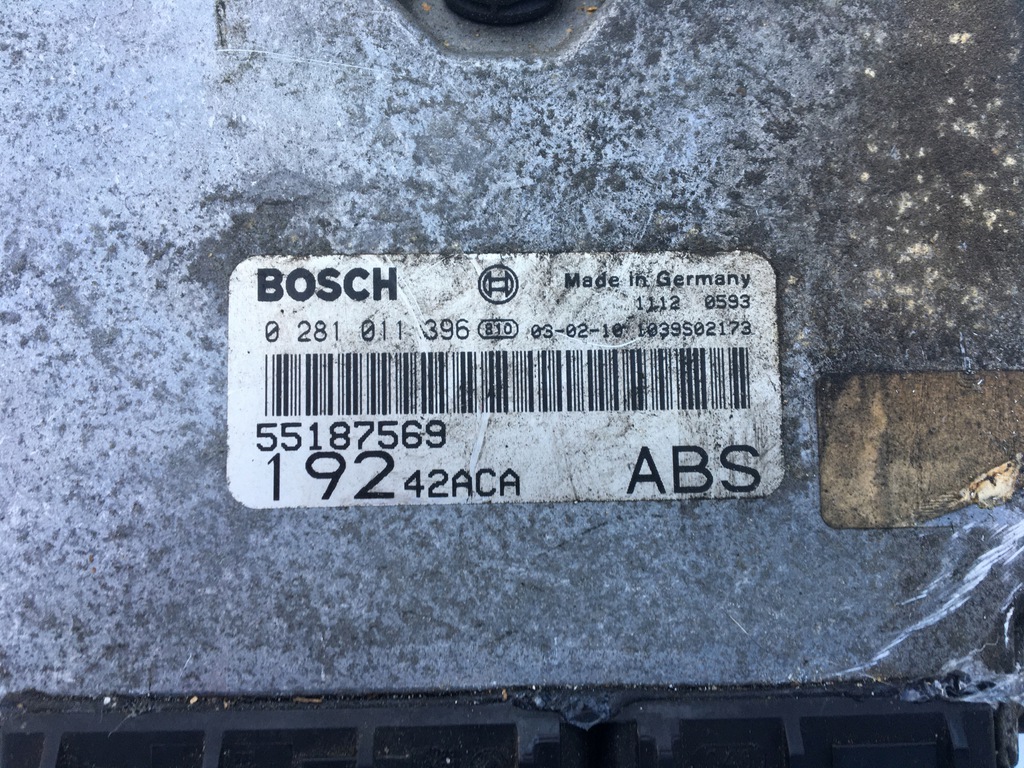 BOSCH Made in Germany
1112 0593
0 281 011 396 810 03-02-10 1039S02173
55187569
192 42ACA ABS